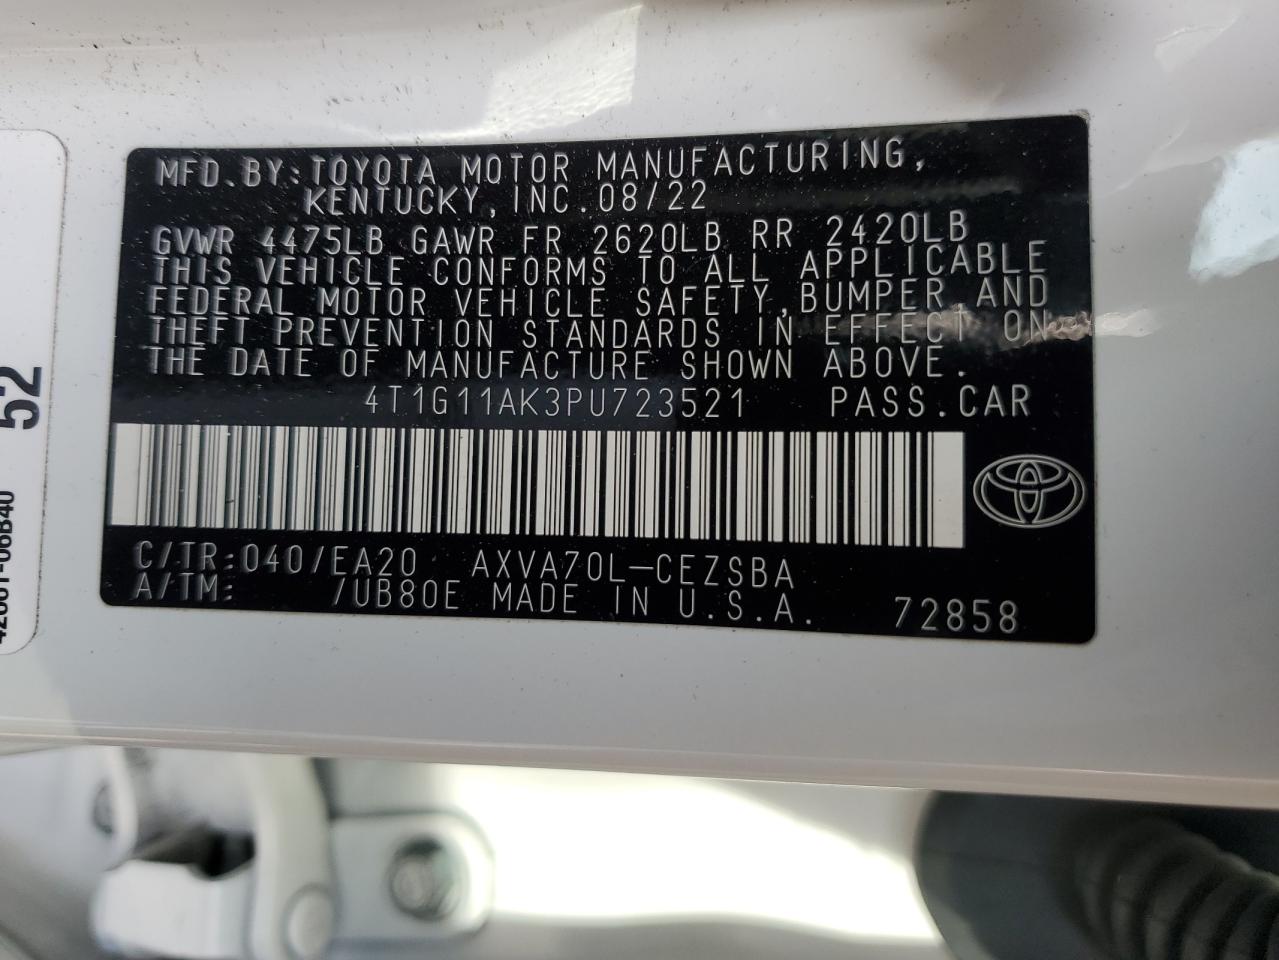 MFD. BY: TOYOTA MOTOR MANUFACTURING,
KENTUCKY, INC. 08/22
GVWR 4475LB GAWR FR 2620LB RR 2420LB
THIS VEHICLE CONFORMS TO ALL APPLICABLE
FEDERAL MOTOR VEHICLE SAFETY, BUMPER, AND
THEFT PREVENTION STANDARDS IN EFFECT ON
THE DATE OF MANUFACTURE SHOWN ABOVE.
4T1G11AK3PU723521 PASS. CAR
C/TR: 040/EA20 AXVA70L-CEZSBA
A/TM: /UB80E MADE IN U.S.A. 72858
52